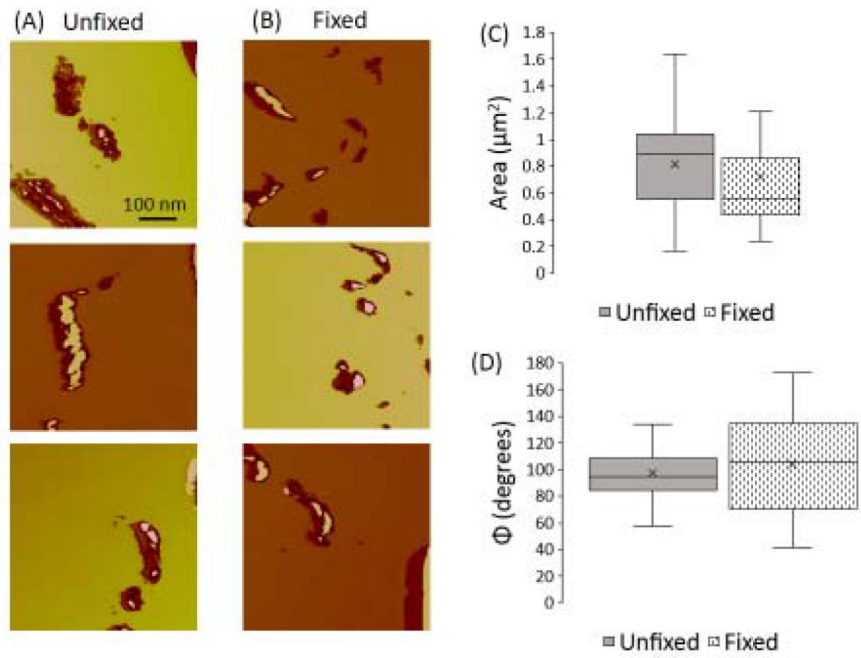 (A) Unfixed
(B) Fixed
100 nm
(C)
Area (μm²)
1.8
1.6
1.4
1.2
1
0.8
0.6
0.4
0.2
0
Unfixed Fixed
(D)
Φ (degrees)
180
160
140
120
100
80
60
40
20
0
Unfixed Fixed